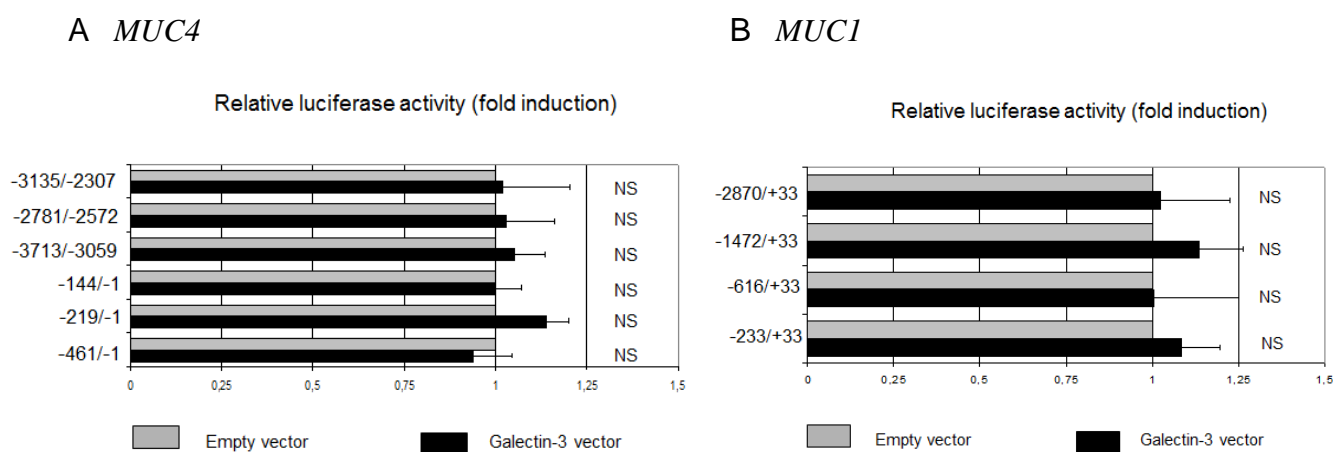 A MUC4
Relative luciferase activity (fold induction)
-3135/-2307
NS
-2781/-2572
NS
-3713/-3059
NS
-144/-1
NS
-219/-1
NS
-461/-1
NS
0 0,25 0,5 0,75 1 1,25 1,5
Empty vector
Galectin-3 vector
B MUC1
Relative luciferase activity (fold induction)
-2870/+33
NS
-1472/+33
NS
-616/+33
NS
-233/+33
NS
0 0,25 0,5 0,75 1 1,25 1,5
Empty vector
Galectin-3 vector